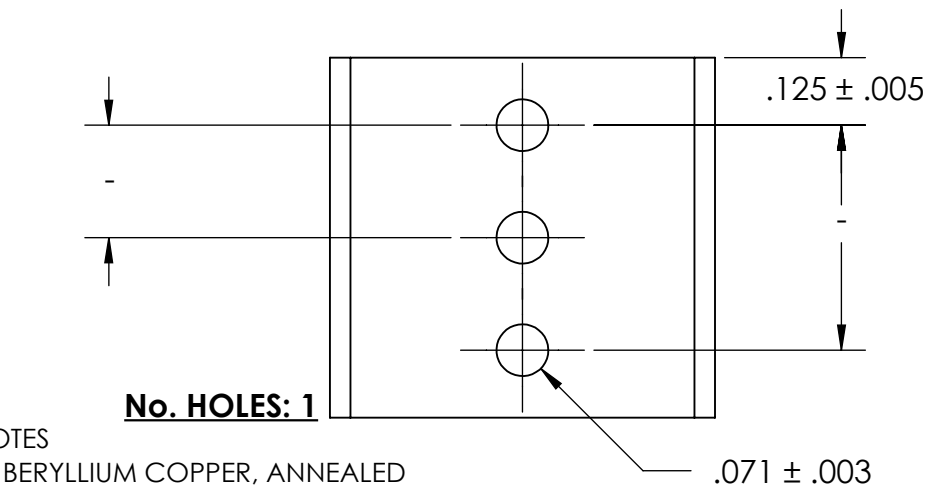 .125 ± .005
-
-
No. HOLES: 1
OTES
BERYLLIUM COPPER, ANNEALED
.071 ± .003